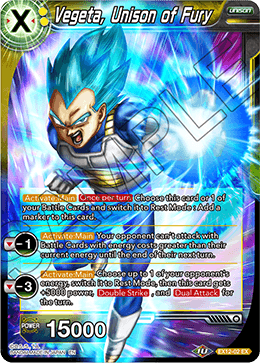 X
Vegeta, Unison of Fury
UNISON
Activate:Main Once per turn Choose this card or 1 of
your Battle Cards and switch it to Rest Mode : Add a
marker to this card.
-1 Activate:Main Your opponent can't attack with
Battle Cards with energy costs greater than their
current energy until the end of their next turn.
-1 Activate:Main Choose up to 1 of your opponent's
energy, switch it to Rest Mode, then this card gets
+5000 power, Double Strike, and Dual Attack for
the turn.
POWER
15000
EX12-02 EX